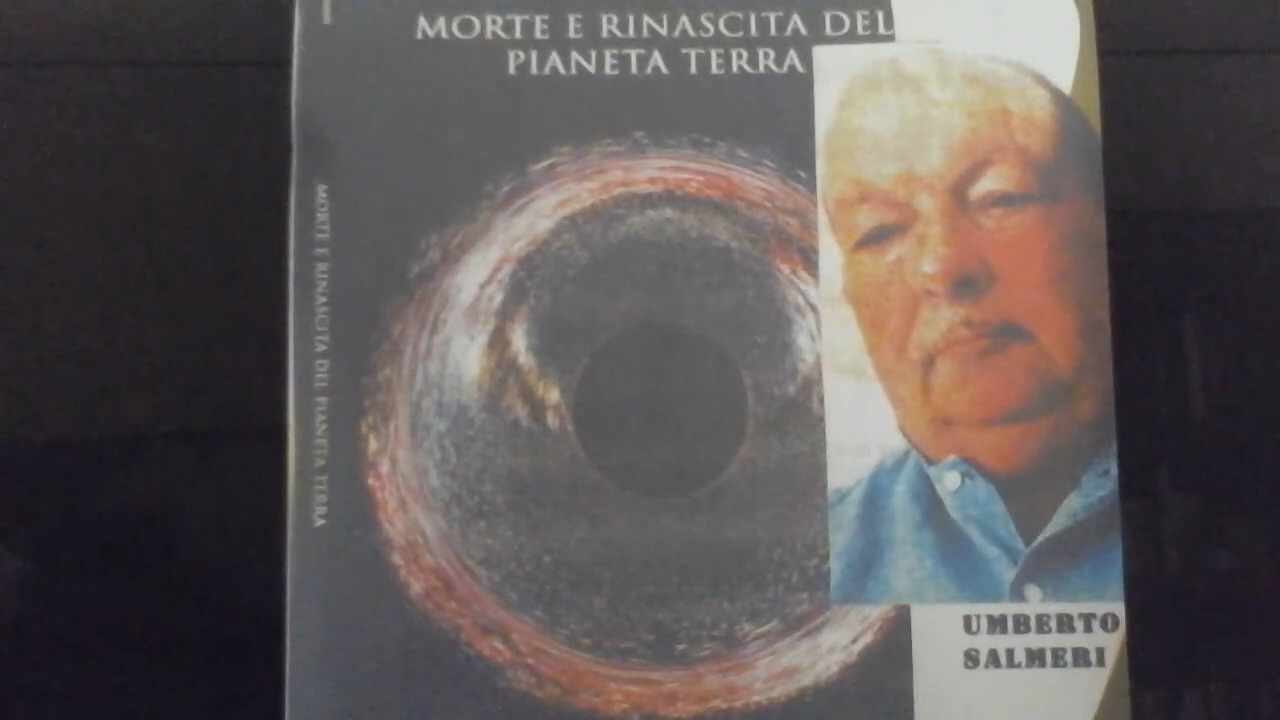 MORTE E RINASCITA DEL
PIANETA TERRA
MORTE E RINASCITA DEL PIANETA TERRA
UMBERTO
SALMERI